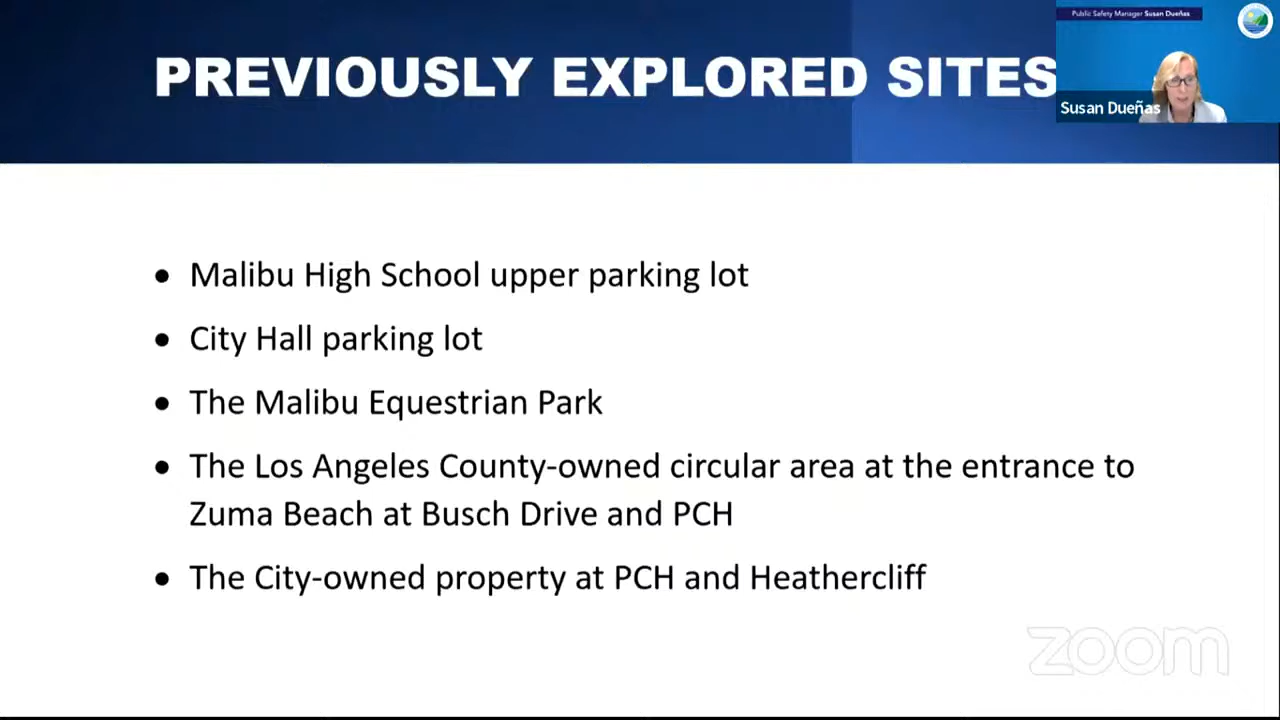 Public Safety Manager Susan Dueñas
PREVIOUSLY EXPLORED SITES
Susan Dueñas
• Malibu High School upper parking lot
• City Hall parking lot
• The Malibu Equestrian Park
• The Los Angeles County-owned circular area at the entrance to
Zuma Beach at Busch Drive and PCH
• The City-owned property at PCH and Heathercliff
zoom